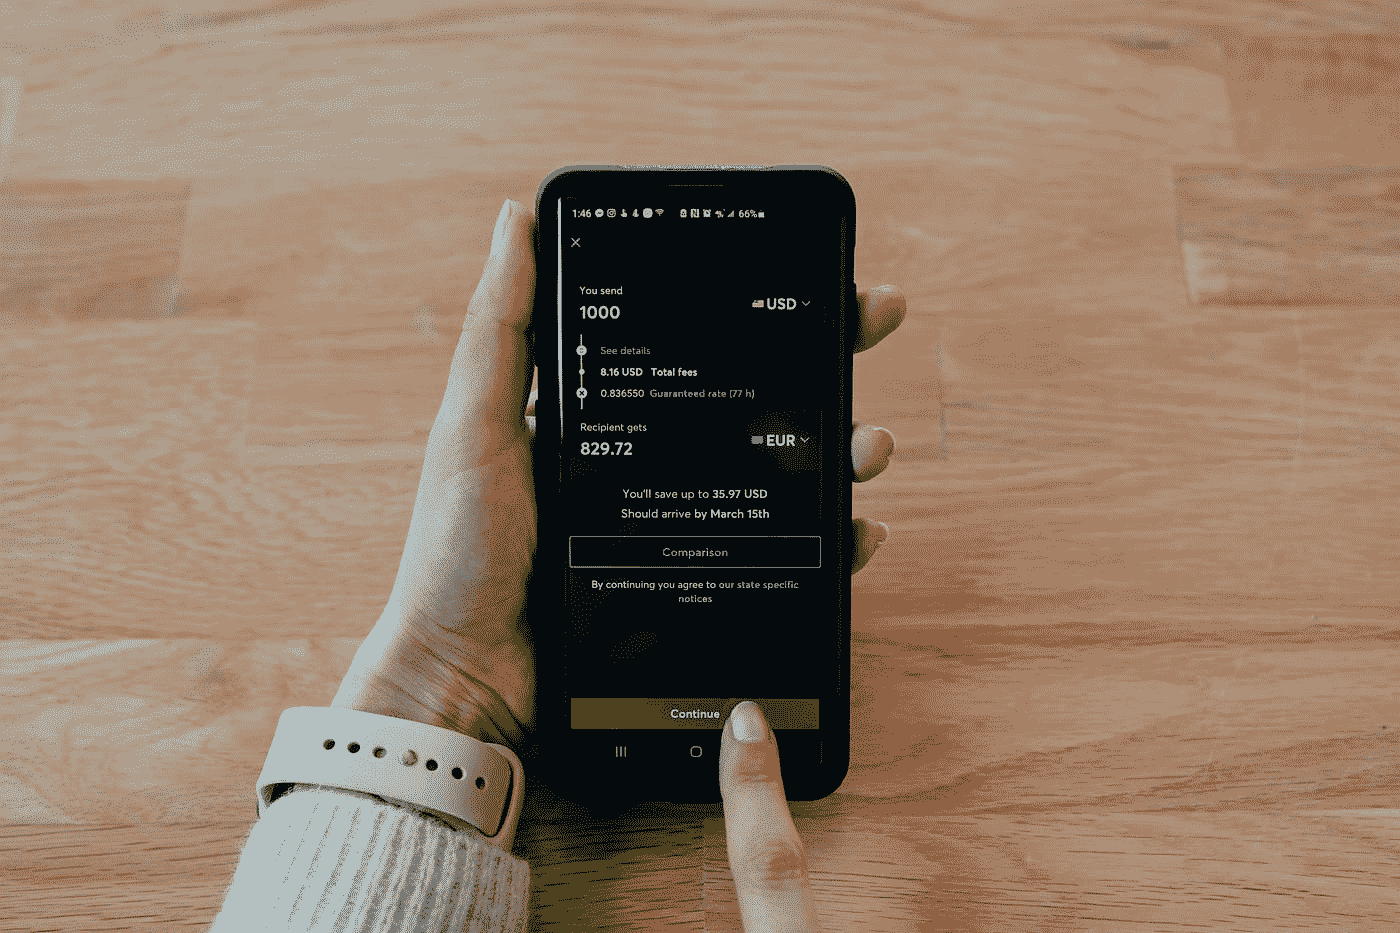 1:46 66%
You send
1000
USD
See details
8.16 USD Total fees
0.836550 Guaranteed rate (77 h)
Recipient gets
829.72
EUR
You'll save up to 35.97 USD
Should arrive by March 15th
Comparison
By continuing you agree to our state specific
notices
Continue